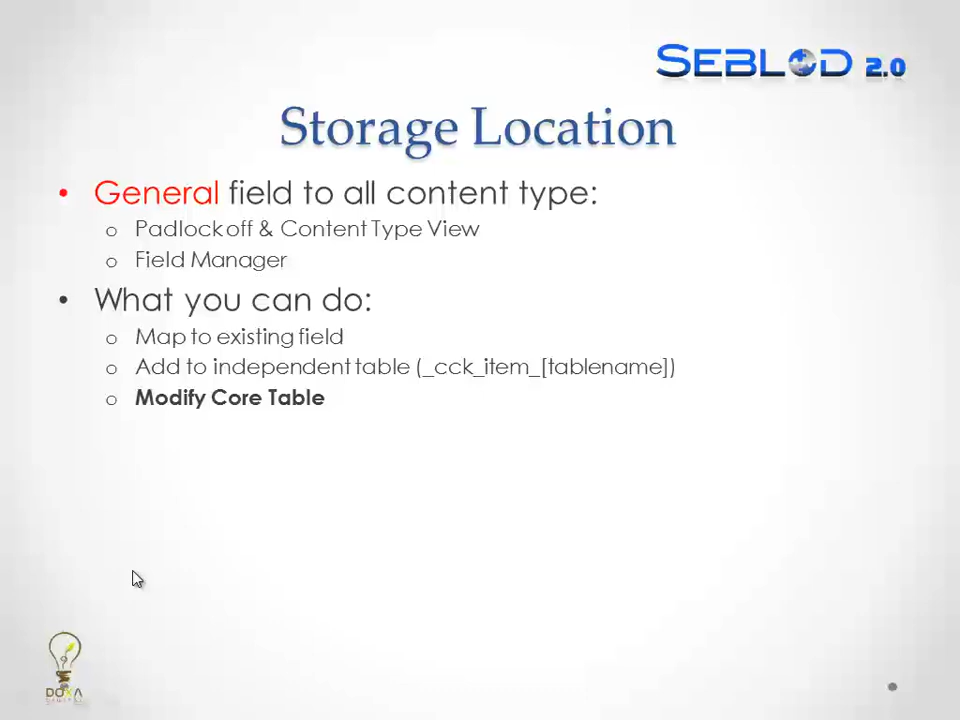 SEBLOD 2.0
Storage Location
• General field to all content type:
o Padlock off & Content Type View
o Field Manager
• What you can do:
o Map to existing field
o Add to independent table (_cck_item_[tablename])
o Modify Core Table
DOXA